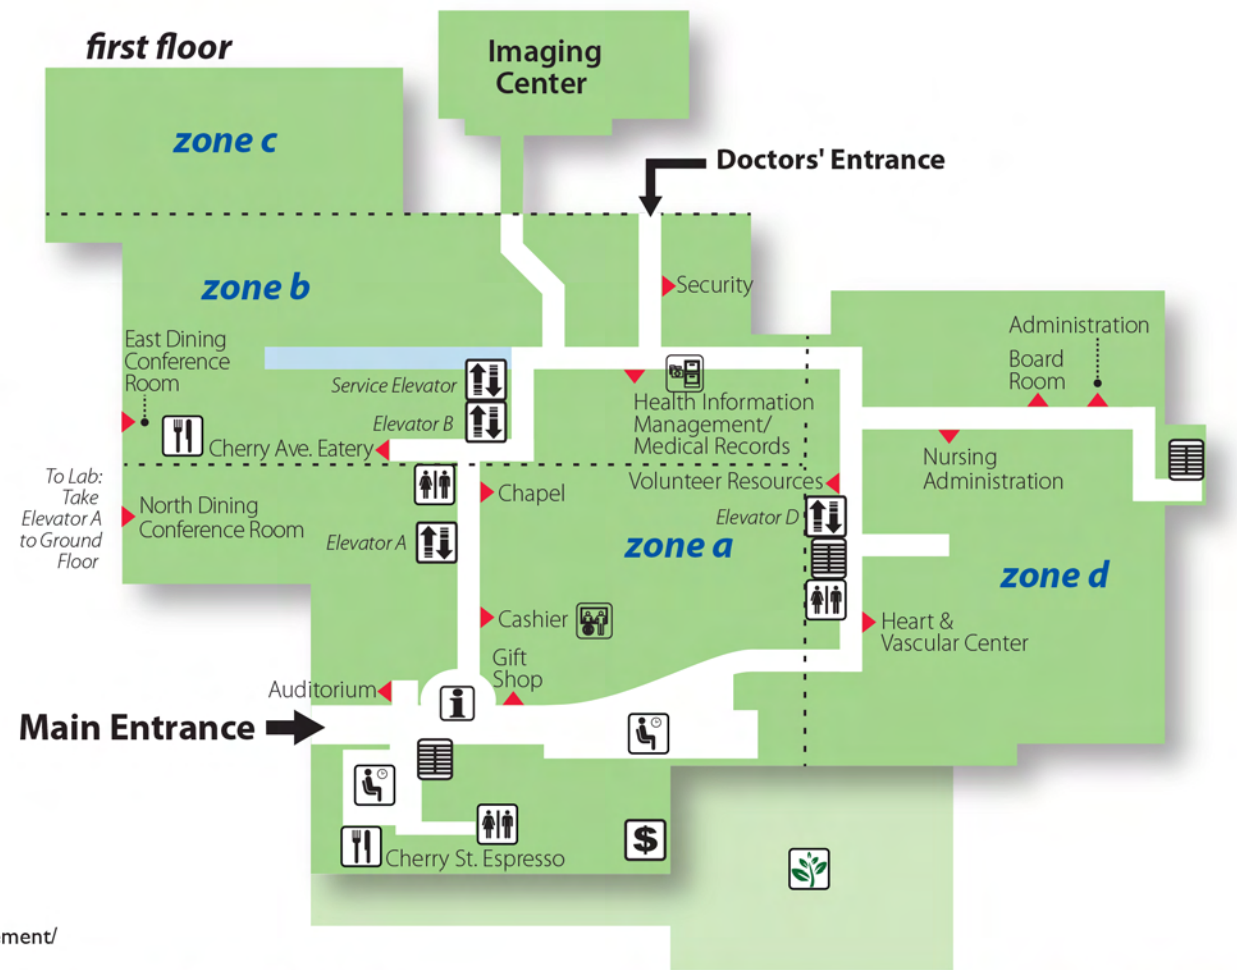 first floor
Imaging
Center
zone c
Doctors' Entrance
zone b
Security
East Dining
Conference
Room
Service Elevator
Elevator B
Cherry Ave. Eatery
Health Information
Management/
Medical Records
Administration
Board
Room
Nursing
Administration
To Lab:
Take
Elevator A
to Ground
Floor
North Dining
Conference Room
Elevator A
Chapel
Volunteer Resources
Elevator D
zone a
zone d
Cashier
Heart &
Vascular Center
Gift
Shop
Auditorium
i
Main Entrance
$
Cherry St. Espresso
ement/